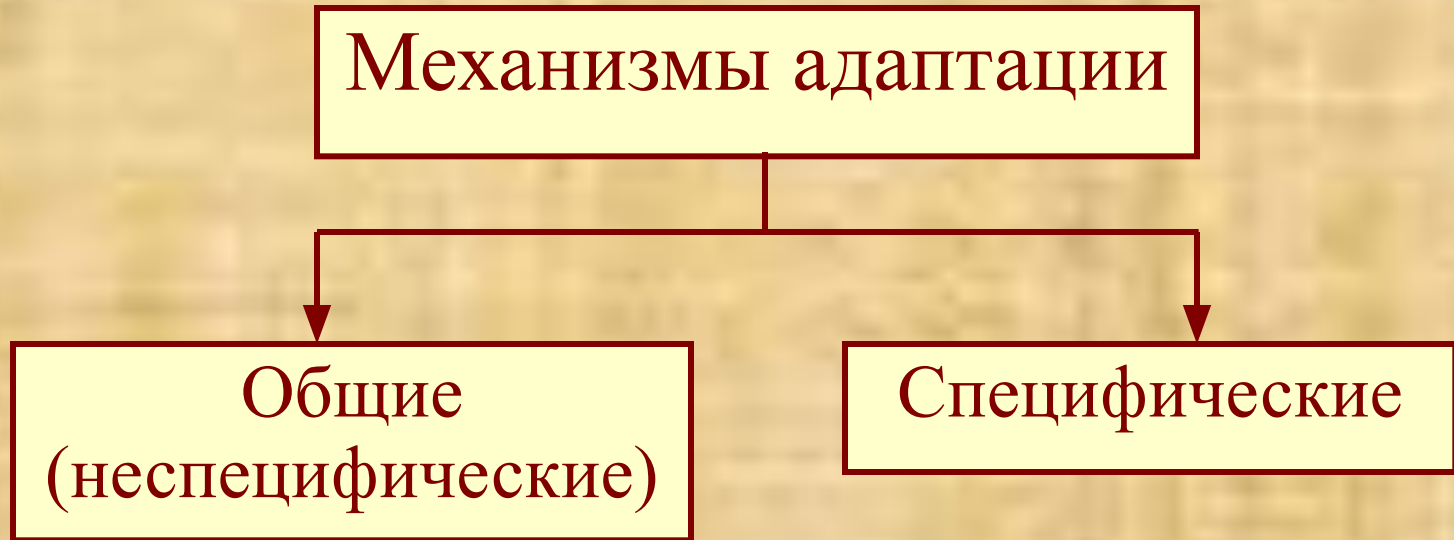 Механизмы адаптации
Общие
(неспецифические)
Специфические